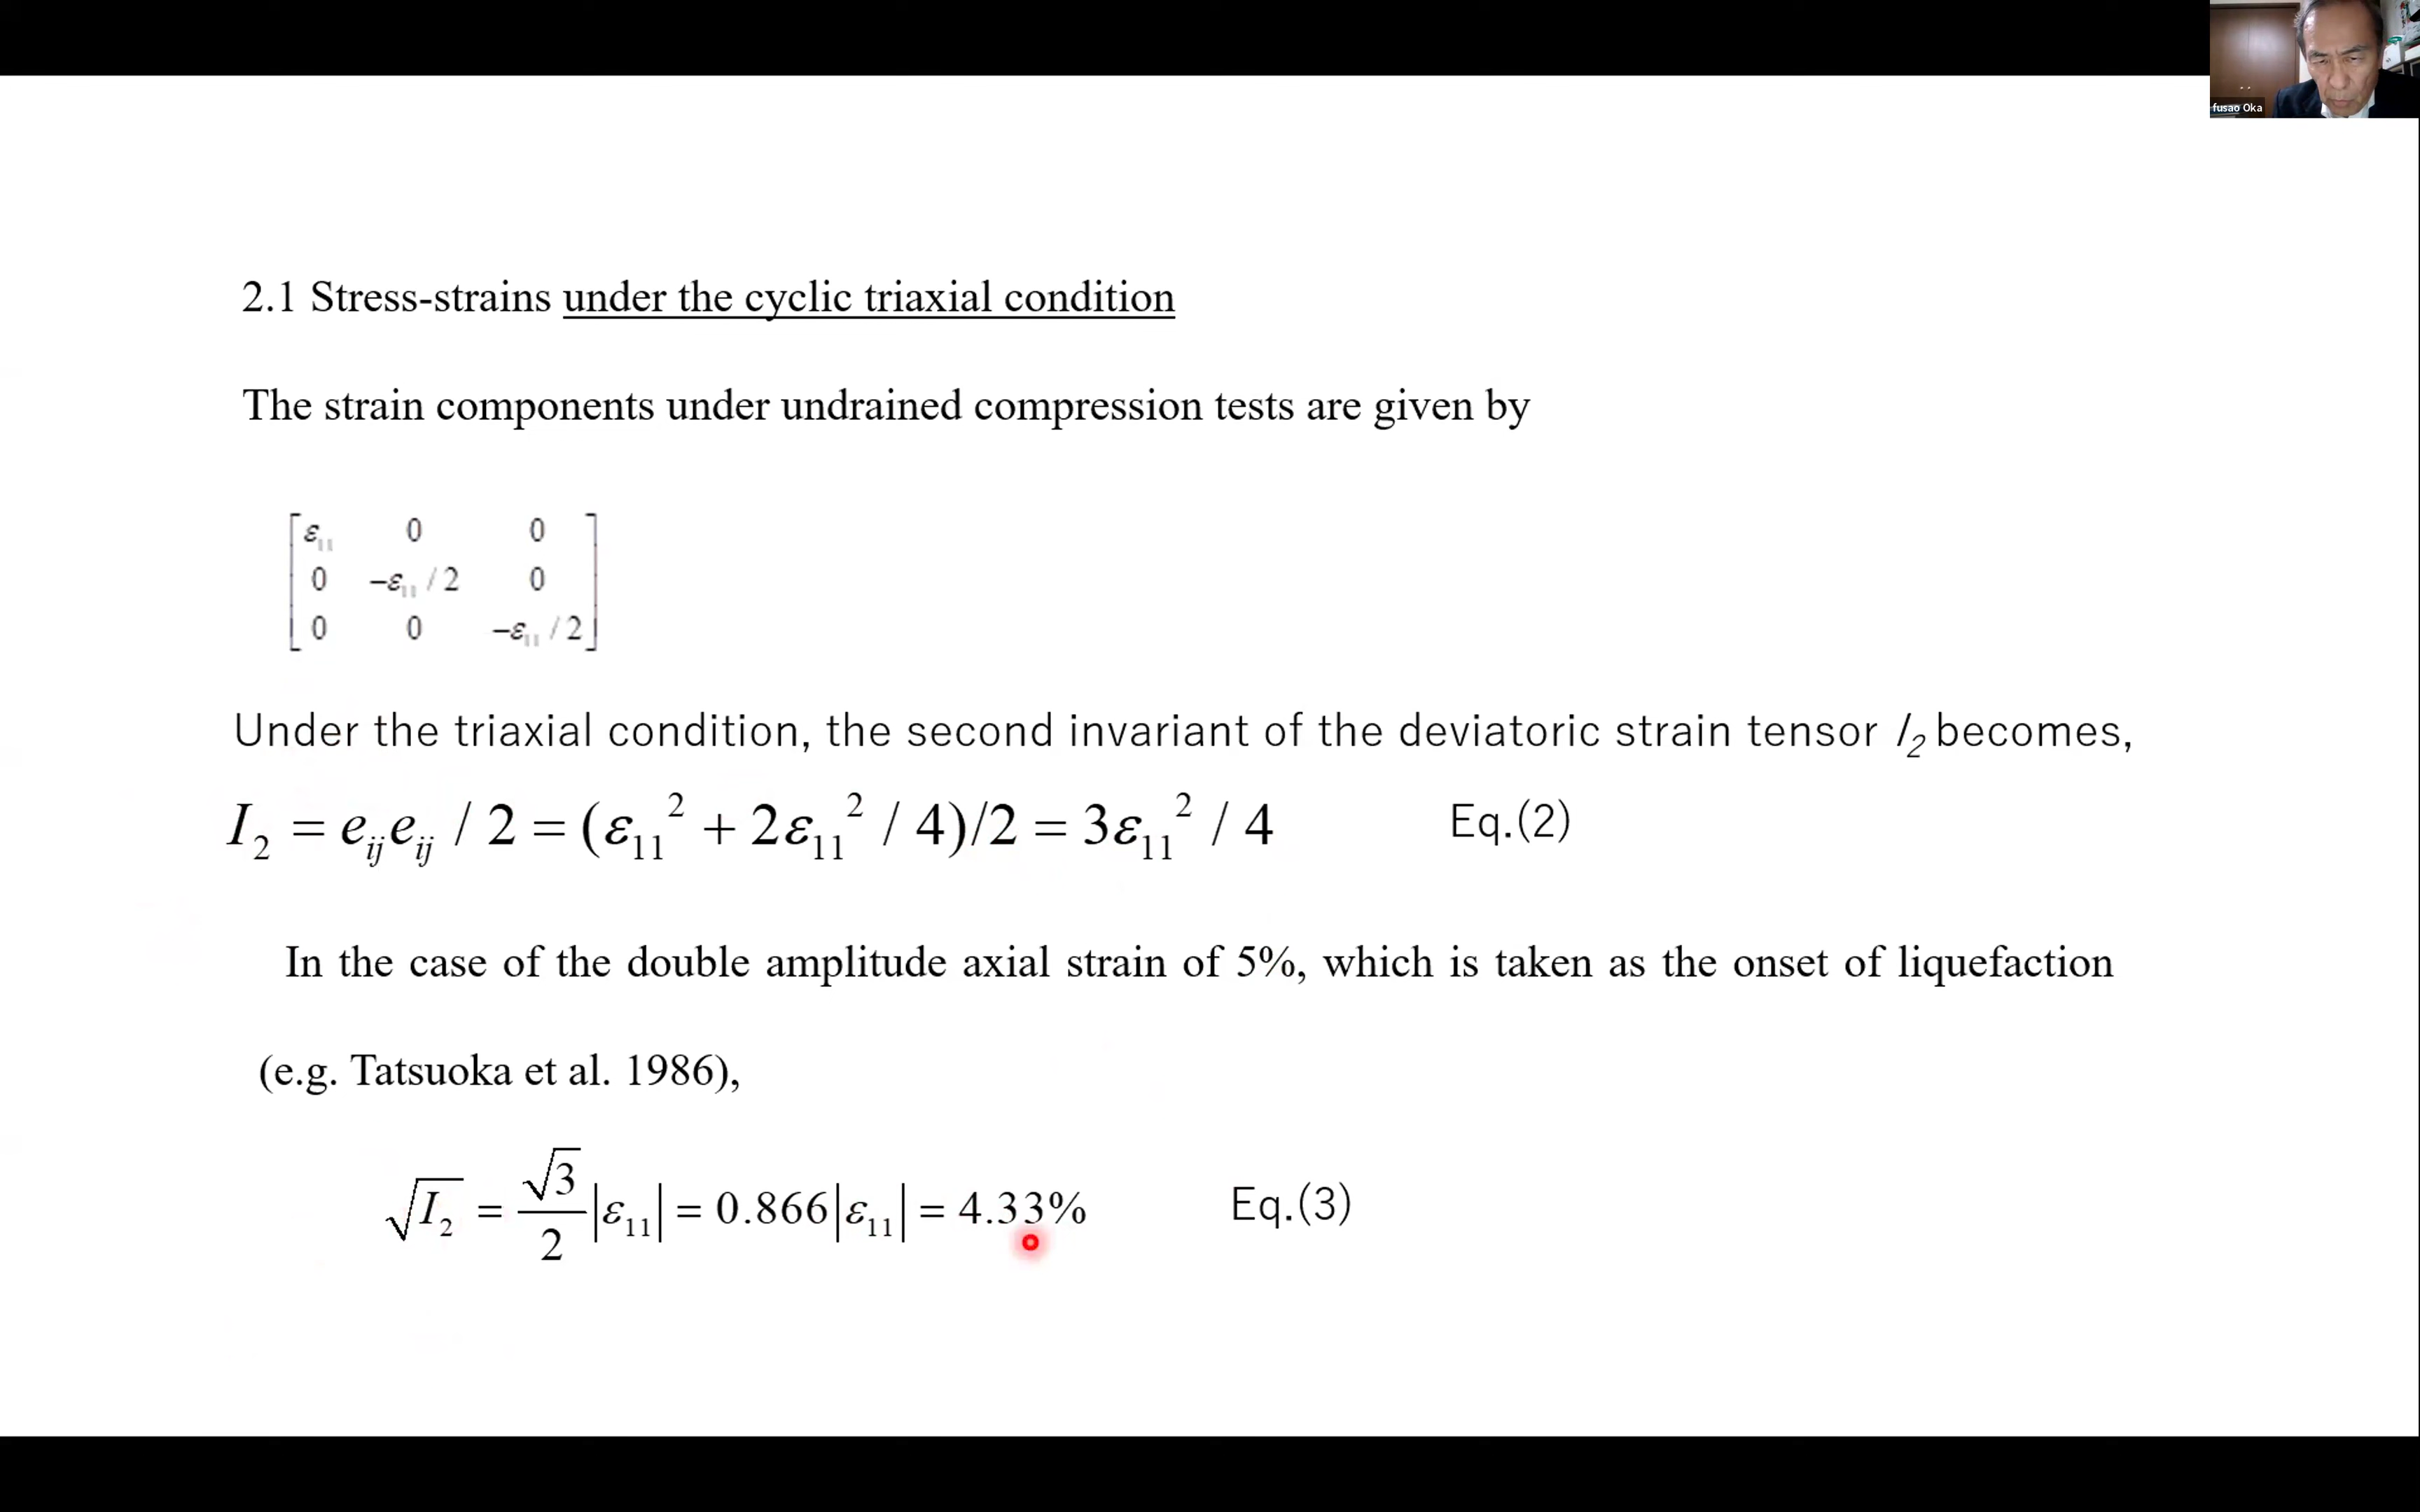 fusao Oka
2.1 Stress-strains under the cyclic triaxial condition
The strain components under undrained compression tests are given by
ε₁₁ 0 0
0 −ε₁₁ / 2 0
0 0 −ε₁₁ / 2
Under the triaxial condition, the second invariant of the deviatoric strain tensor I₂ becomes,
I₂ = eᵢⱼeᵢⱼ / 2 = (ε₁₁² + 2ε₁₁² / 4)/2 = 3ε₁₁² / 4 Eq.(2)
In the case of the double amplitude axial strain of 5%, which is taken as the onset of liquefaction
(e.g. Tatsuoka et al. 1986),
√I₂ = √3/2 |ε₁₁| = 0.866|ε₁₁| = 4.33% Eq.(3)